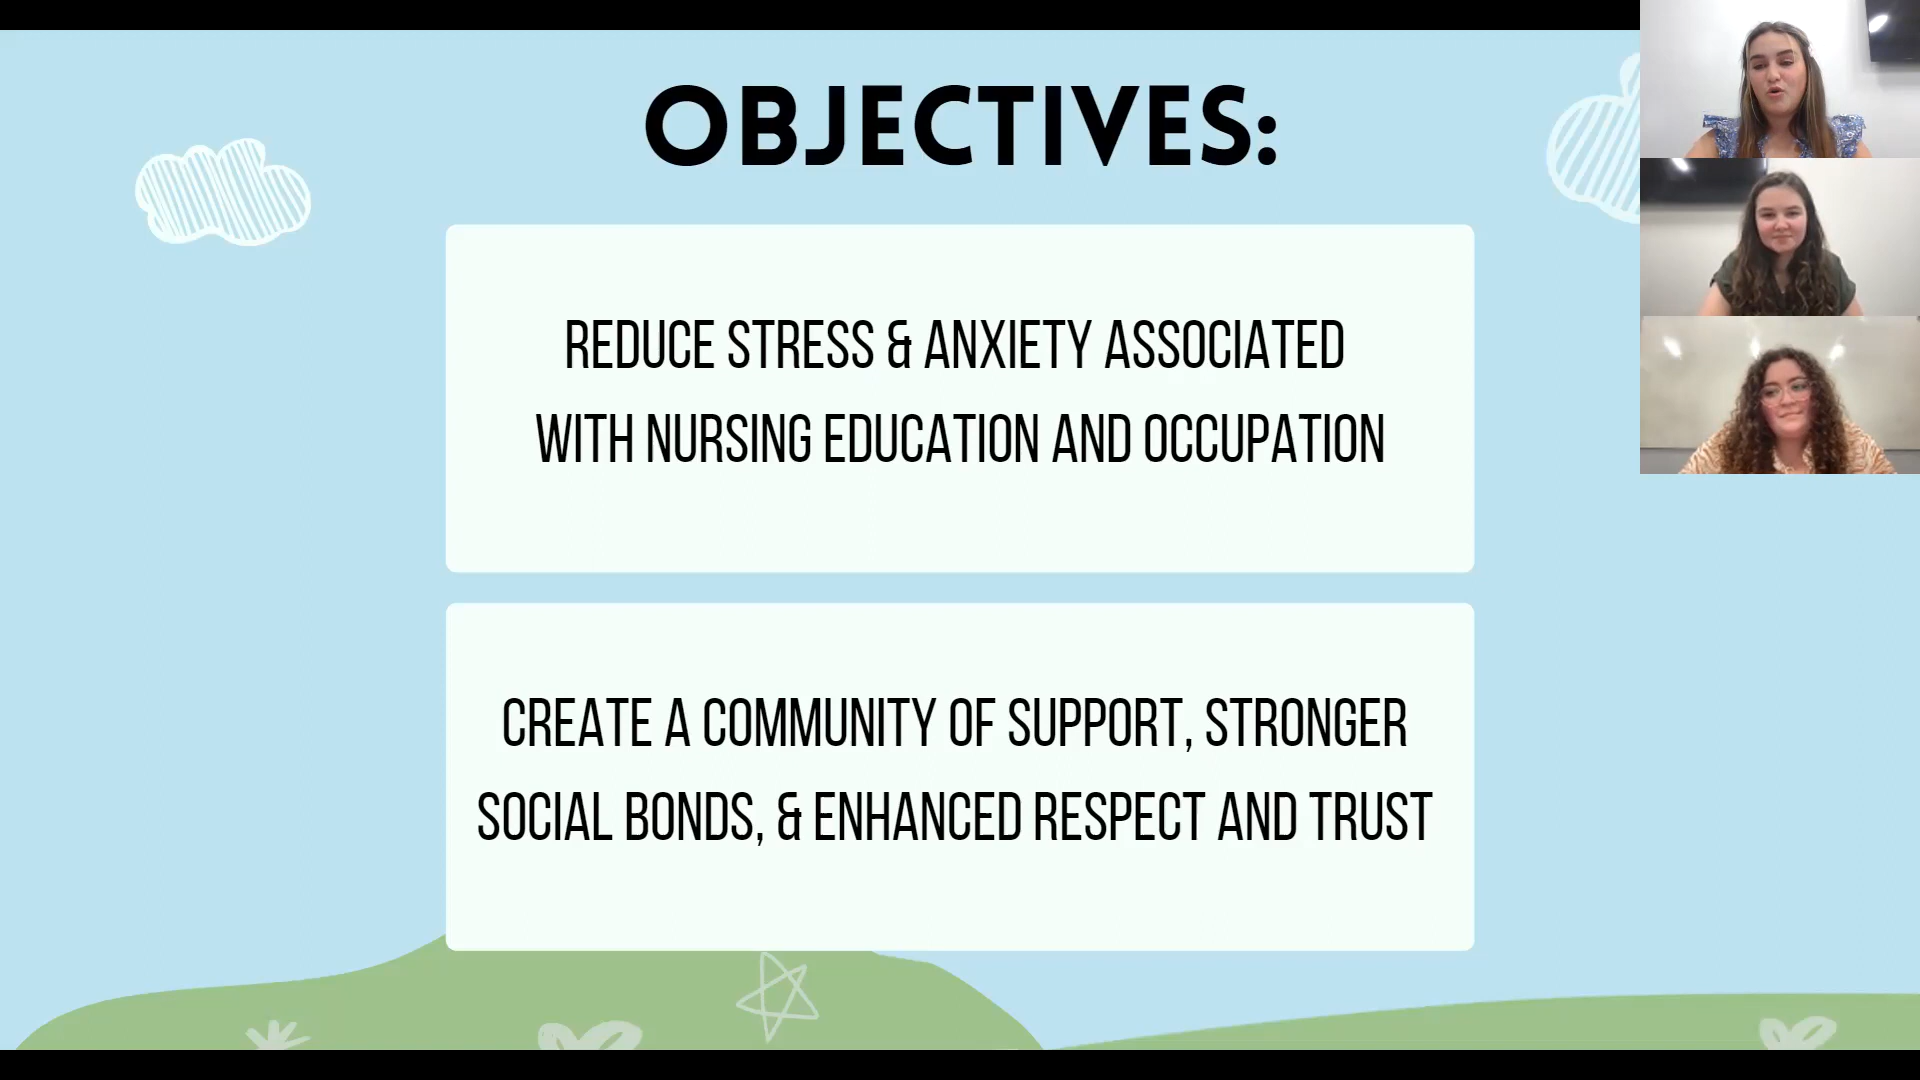 OBJECTIVES:
REDUCE STRESS & ANXIETY ASSOCIATED
WITH NURSING EDUCATION AND OCCUPATION
CREATE A COMMUNITY OF SUPPORT, STRONGER
SOCIAL BONDS, & ENHANCED RESPECT AND TRUST